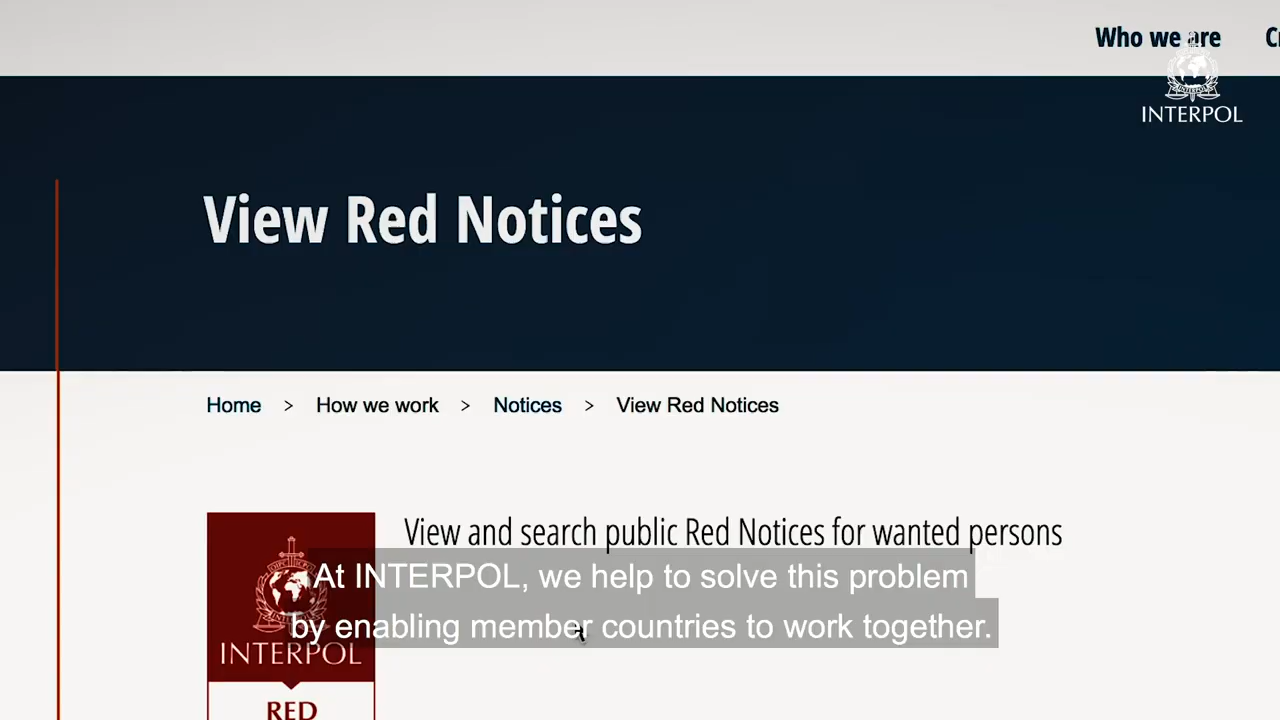 Who we are
INTERPOL
View Red Notices
Home > How we work > Notices > View Red Notices
View and search public Red Notices for wanted persons
At INTERPOL, we help to solve this problem
by enabling member countries to work together.
INTERPOL
RED